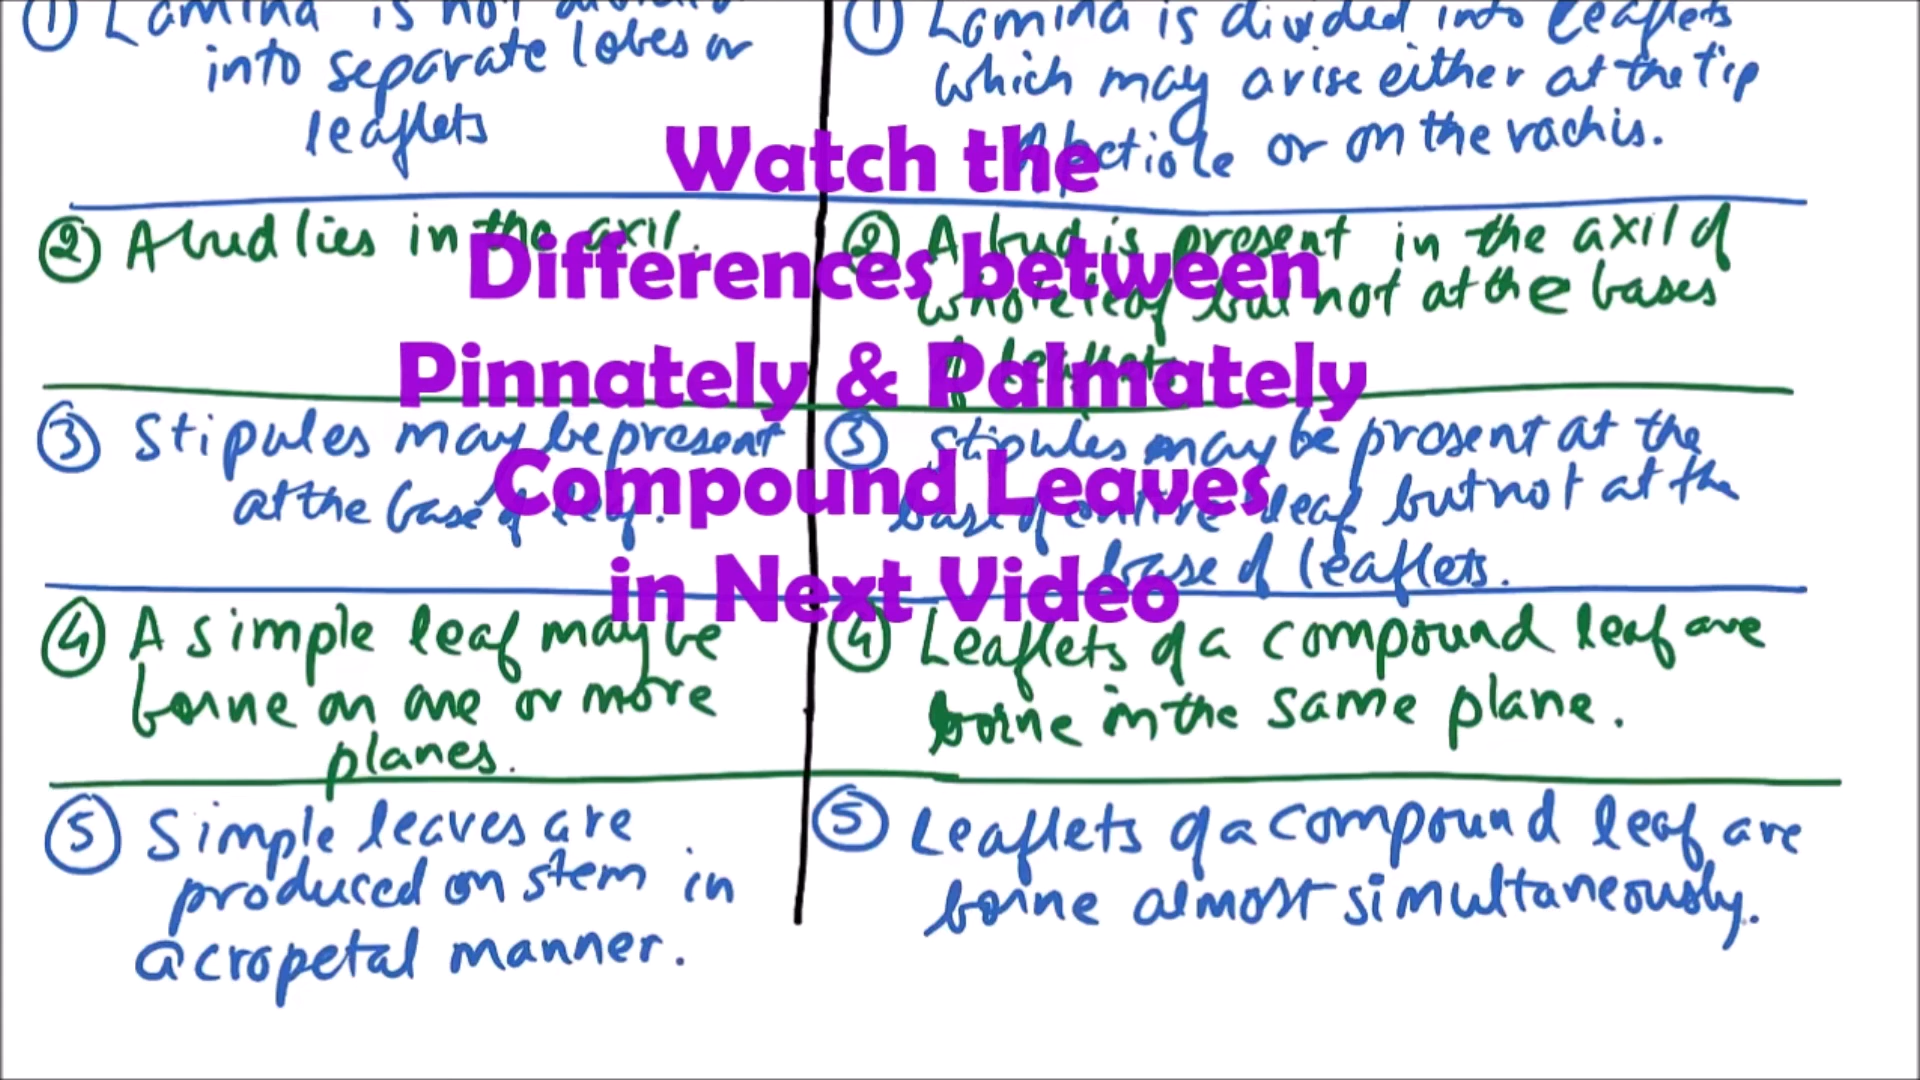 ① Lamina is not divided
into separate lobes or
leaflets
① Lamina is divided into leaflets
which may arise either at the tip
of petiole or on the rachis.
② A bud lies in the axil.
② A bud is present in the axil of
whole leaf but not at the bases
of leaflets
③ Stipules may be present
at the base of leaf.
③ Stipules may be present at the
base of entire leaf but not at the
base of leaflets.
④ A simple leaf may be
borne on one or more
planes.
④ Leaflets of a compound leaf are
borne in the same plane.
⑤ Simple leaves are
produced on stem in
acropetal manner.
⑤ Leaflets of a compound leaf are
borne almost simultaneously.
Watch the
Differences between
Pinnately & Palmately
Compound Leaves
in Next Video